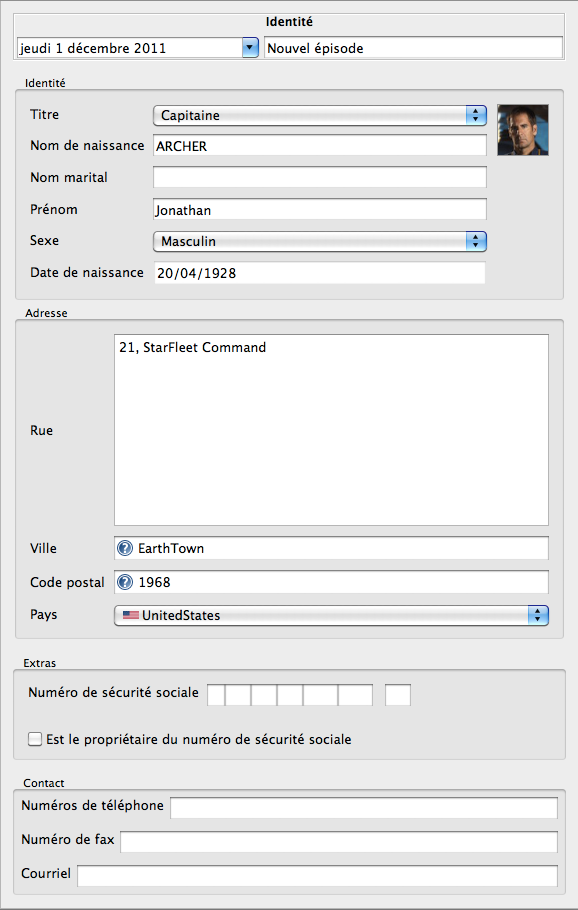 Identité
jeudi 1 décembre 2011 Nouvel épisode
Identité
Titre Capitaine
Nom de naissance ARCHER
Nom marital
Prénom Jonathan
Sexe Masculin
Date de naissance 20/04/1928
Adresse
Rue 21, StarFleet Command
Ville ? EarthTown
Code postal ? 1968
Pays UnitedStates
Extras
Numéro de sécurité sociale
Est le propriétaire du numéro de sécurité sociale
Contact
Numéros de téléphone
Numéro de fax
Courriel